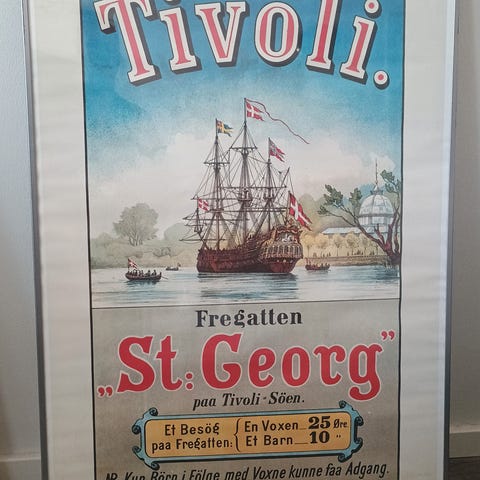 Tivoli.
Fregatten
„St: Georg”
paa Tivoli-Söen.
Et Besög paa Fregatten: { En Voxen 25 Øre.
Et Barn 10 "
NB. Kun Börn i Fölge med Voxne kunne faa Adgang.